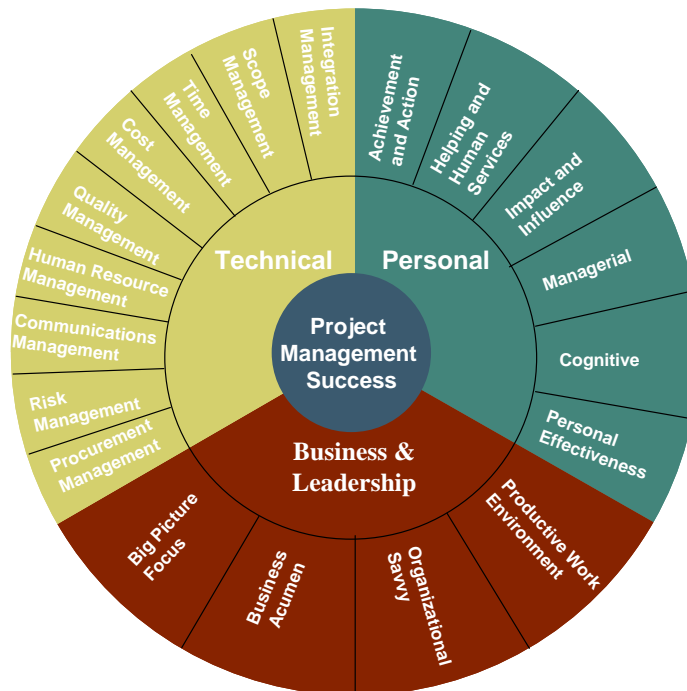 Project
Management
Success
Technical
Personal
Business &
Leadership
Integration
Management
Scope
Management
Time
Management
Cost
Management
Quality
Management
Human Resource
Management
Communications
Management
Risk
Management
Procurement
Management
Achievement
and Action
Helping and
Human
Services
Impact and
Influence
Managerial
Cognitive
Personal
Effectiveness
Productive Work
Environment
Organizational
Savvy
Business
Acumen
Big Picture
Focus